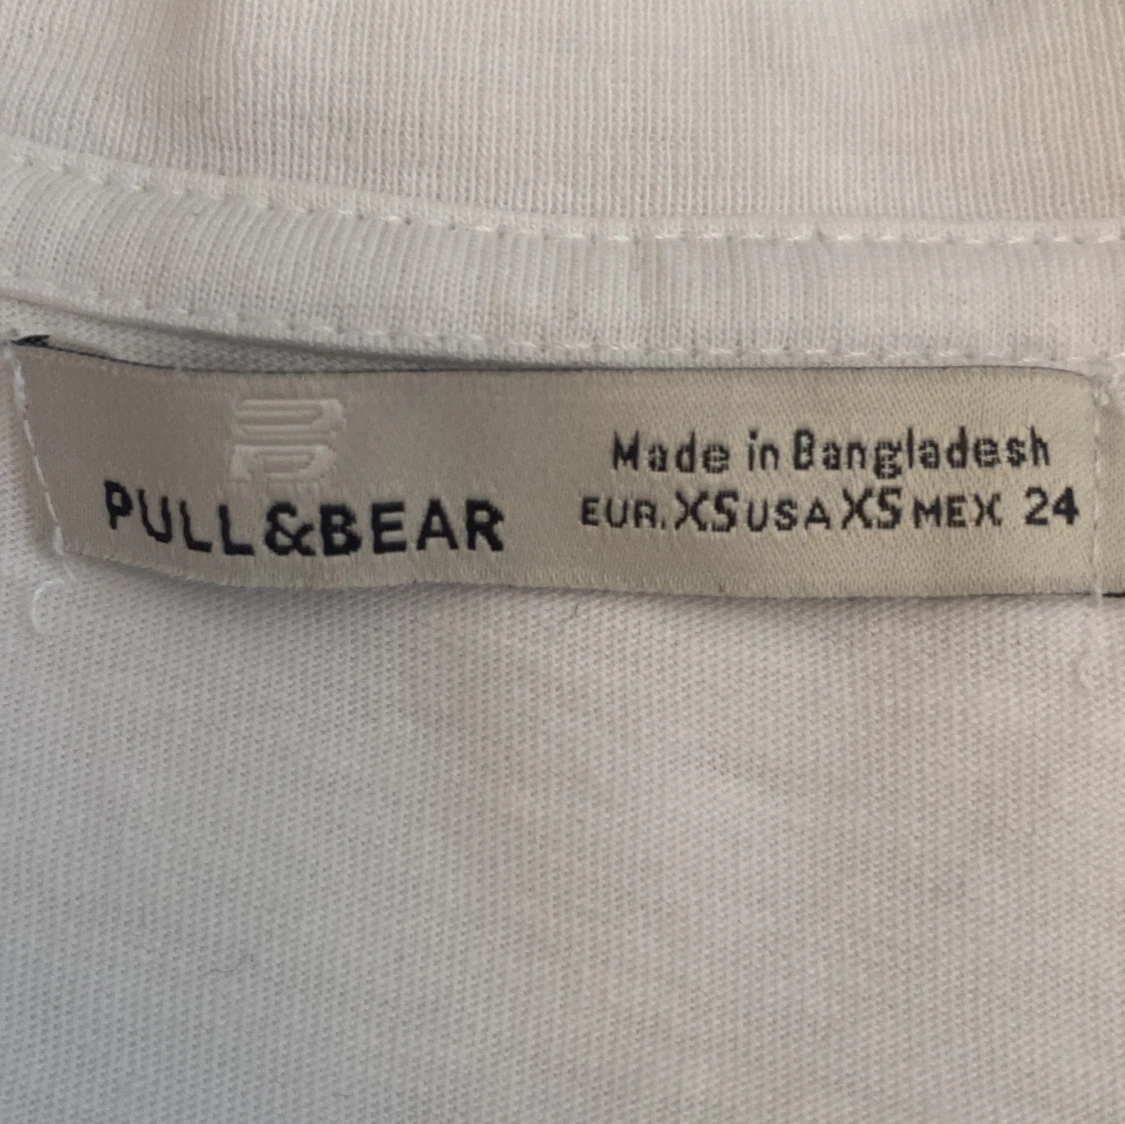 PULL&BEAR
Made in Bangladesh
EUR. XS USA XS MEX 24